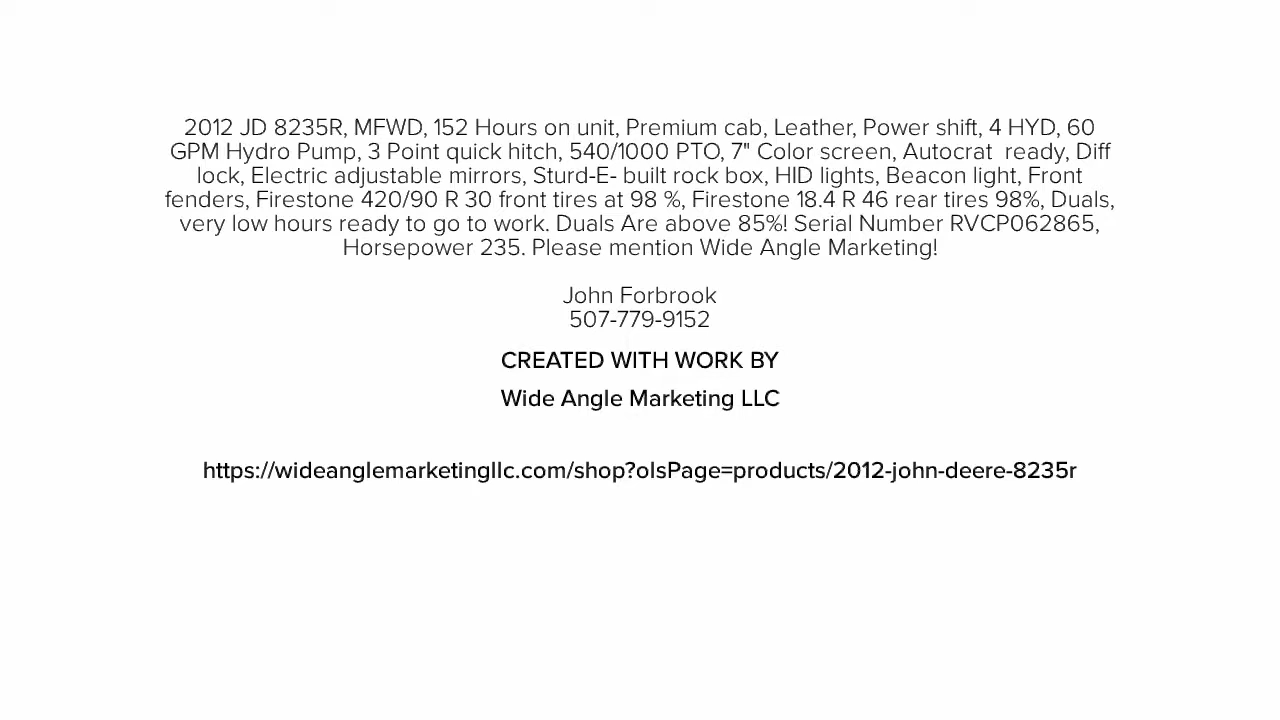 2012 JD 8235R, MFWD, 152 Hours on unit, Premium cab, Leather, Power shift, 4 HYD, 60
GPM Hydro Pump, 3 Point quick hitch, 540/1000 PTO, 7" Color screen, Autocrat  ready, Diff
lock, Electric adjustable mirrors, Sturd-E- built rock box, HID lights, Beacon light, Front
fenders, Firestone 420/90 R 30 front tires at 98 %, Firestone 18.4 R 46 rear tires 98%, Duals,
very low hours ready to go to work. Duals Are above 85%! Serial Number RVCP062865,
Horsepower 235. Please mention Wide Angle Marketing!
John Forbrook
507-779-9152
CREATED WITH WORK BY
Wide Angle Marketing LLC
https://wideanglemarketingllc.com/shop?olsPage=products/2012-john-deere-8235r